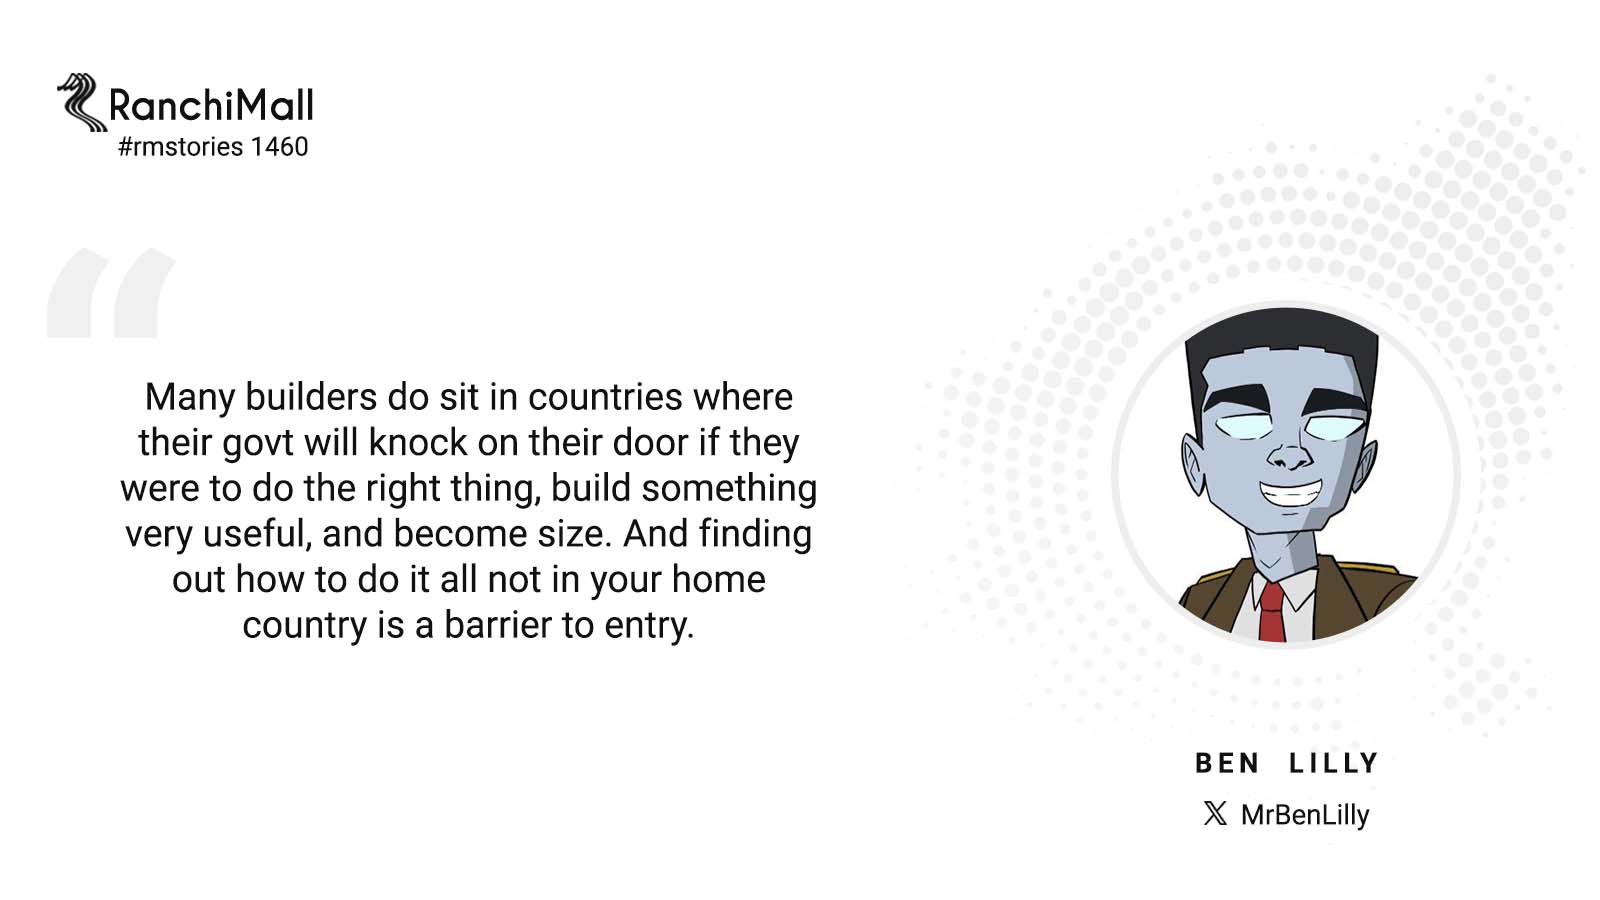 RanchiMall
#rmstories 1460
“
Many builders do sit in countries where
their govt will knock on their door if they
were to do the right thing, build something
very useful, and become size. And finding
out how to do it all not in your home
country is a barrier to entry.
BEN LILLY
X MrBenLilly